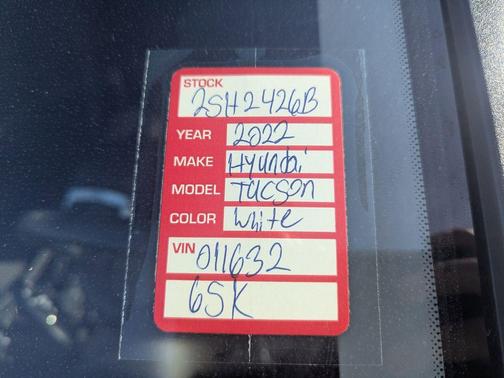 STOCK
2SH2426B
YEAR 2022
MAKE Hyundai
MODEL Tucson
COLOR White
VIN 011632
65K